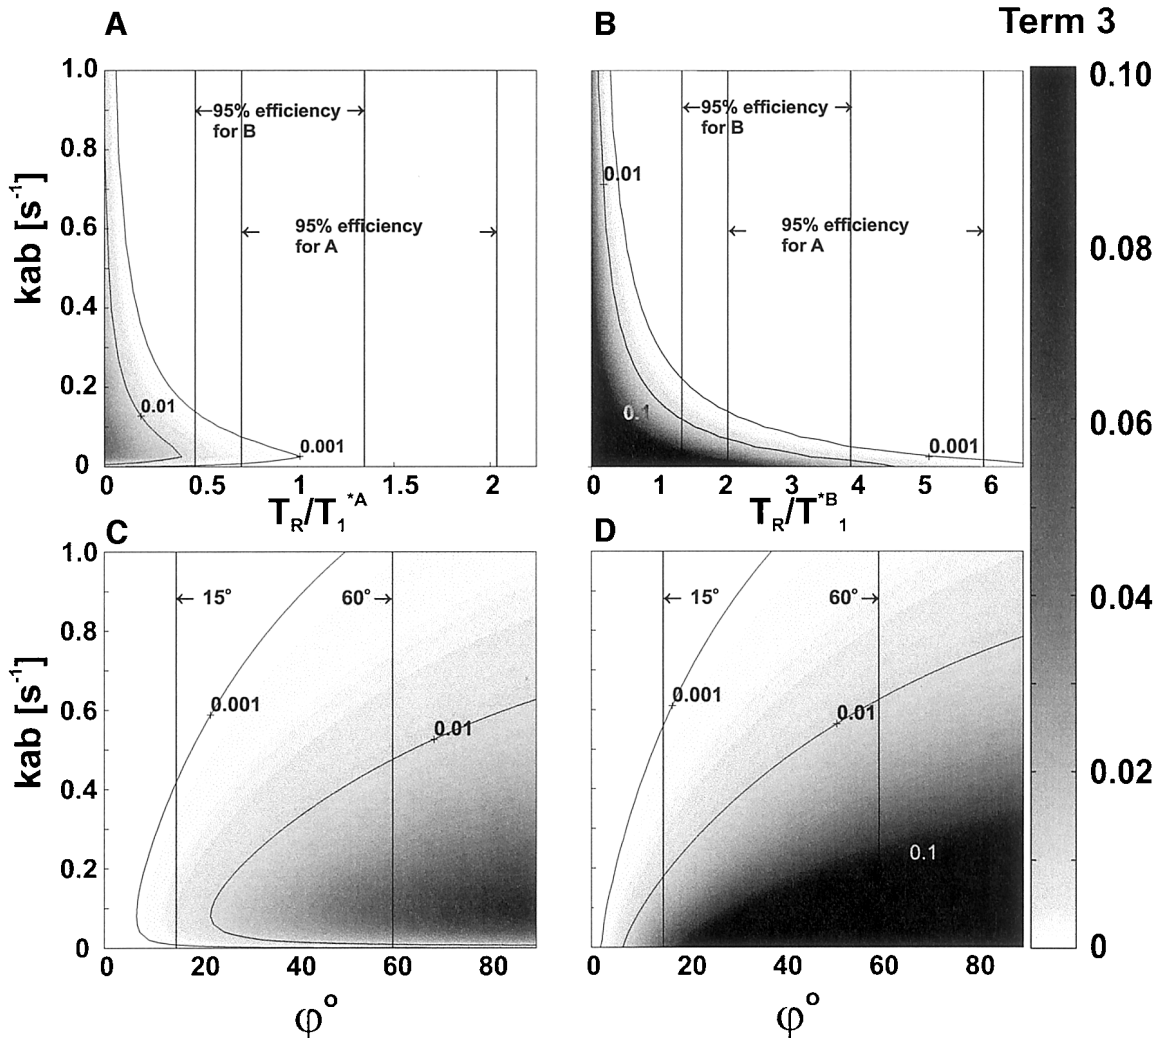 A
B
Term 3
1.0
0.8
0.6
0.4
0.2
0
kab [s-1]
←95% efficiency→
for B
← 95% efficiency →
for A
0.01
0.001
0 0.5 1 1.5 2
TR/T1*A
←95% efficiency→
for B
← 95% efficiency →
for A
0.01
0.1
0.001
0 1 2 3 4 5 6
TR/T*B1
0.10
0.08
0.06
0.04
0.02
0
C
D
1.0
0.8
0.6
0.4
0.2
0
kab [s-1]
← 15° 60°→
0.001
0.01
0 20 40 60 80
φo
← 15° 60°→
0.001
0.01
0.1
0 20 40 60 80
φo